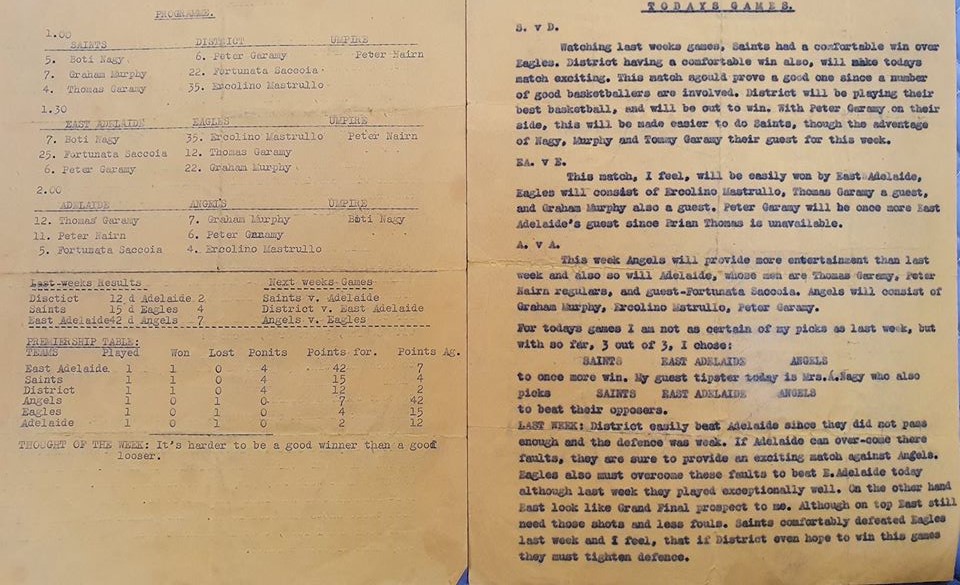 PROGRAMME.
1.00
SAINTS DISTRICT UMPIRE
5. Boti Nagy 6. Peter Garamy Peter Nairn
7. Graham Murphy 22. Fortunata Saccoia
4. Thomas Garamy 35. Ercolino Mastrullo
1.30
EAST ADELAIDE EAGLES UMPIRE
7. Boti Nagy 35. Ercolino Mastrullo Peter Nairn
25. Fortunata Saccoia 12. Thomas Garamy
6. Peter Garamy 22. Graham Murphy
2.00
ADELAIDE ANGELS UMPIRE
12. Thomas Garamy 7. Graham Murphy Boti Nagy
11. Peter Nairn 6. Peter Garamy
5. Fortunata Saccoia 4. Ercolino Mastrullo
Last weeks Results Next weeks Games
Disctict 12 d Adelaide 2 Saints v. Adelaide
Saints 15 d Eagles 4 District v. East Adelaide
East Adelaide42 d Angels 7 Angels v. Eagles
PREMIERSHIP TABLE:
TEAMS Played Won Lost Ponits Points for. Points Ag.
East Adelaide. 1 1 0 4 42 7
Saints 1 1 0 4 15 4
District 1 1 0 4 12 2
Angels 1 0 1 0 7 42
Eagles 1 0 1 0 4 15
Adelaide 1 0 1 0 2 12
THOUGHT OF THE WEEK: It's harder to be a good winner than a good
looser.
TODAYS GAMES.
S. v D.
Watching last weeks games, Saints had a comfortable win over
Eagles. District having a comfortable win also, will make todays
match exciting. This match sgould prove a good one since a number
of good basketballers are involved. District will be playing their
best basketball, and will be out to win. With Peter Garamy on their
side, this will be made easier to do Saints, though the advantage
of Nagy, Murphy and Tommy Garamy their guest for this week.
EA. v E.
This match, I feel, will be easily won by East Adelaide,
Eagles will consist of Ercolino Mastrullo, Thomas Garamy a guest,
and Graham Murphy also a guest. Peter Garamy will be once more East
Adelaide's guest since Brian Thomas is unavailable.
A. v A.
This week Angels will provide more entertainment than last
week and also so will Adelaide, whose men are Thomas Garamy, Peter
Nairn regulars, and guest-Fortunata Saccoia. Angels will consist of
Graham Murphy, Ercolino Mstrullo, Peter Garamy.
For todays games I am not as certain of my picks as last week, but
with so far, 3 out of 3, I chose:
SAINTS EAST ADELAIDE ANGELS
to once more win. My guest tipster today is Mrs.A.Nagy who also
picks SAINTS EAST ADELAIDE ANGELS
to beat their opposers.
LAST WEEK: District easily beat Adelaide since they did not pass
enough and the defence was weak. If Adelaide can over-come there
faults, they are sure to provide an exciting match against Angels.
Eagles also must overcome these faults to beat E.Adelaide today
although last week they played exceptionally well. On the other hand
East look like Grand Final prospect to me. Although on top East still
need those shots and less fouls. Saints comfortably defeated Eagles
last week and I feel, that if District even hope to win this games
they must tighten defence.